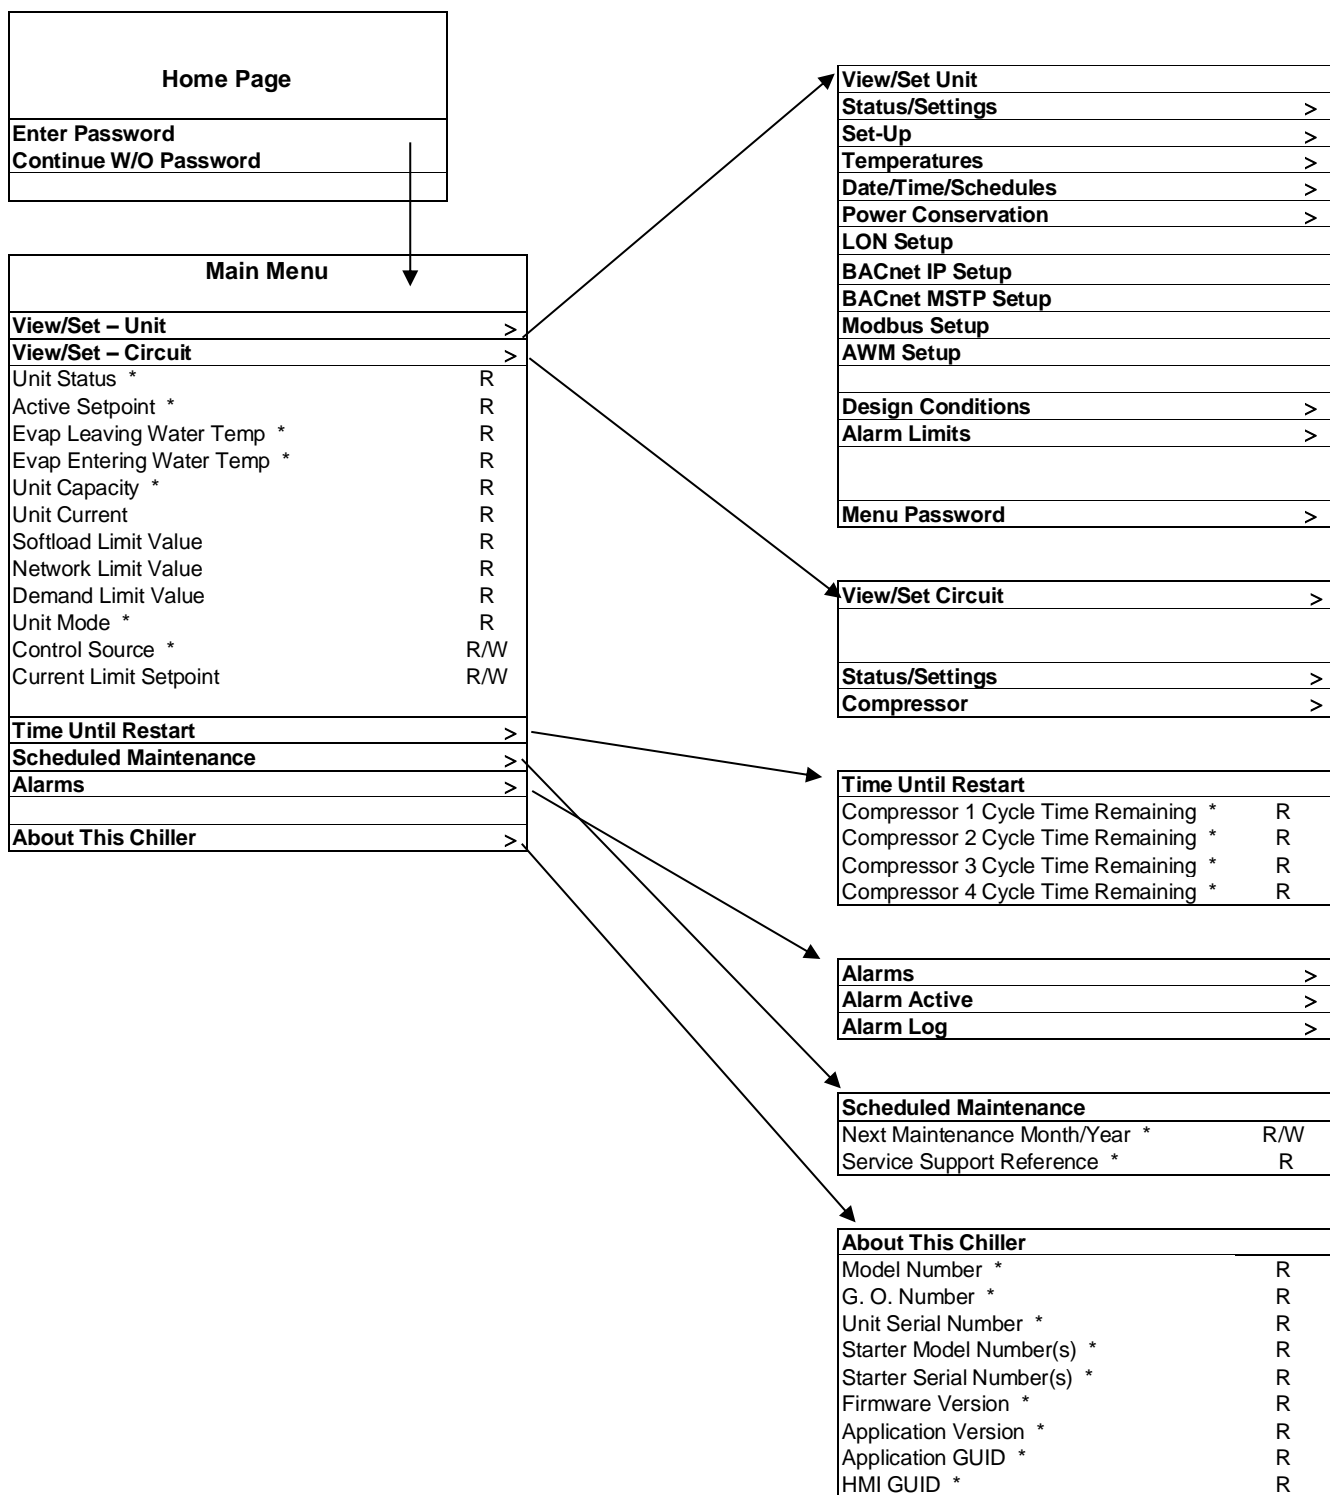 Home Page
Enter Password
Continue W/O Password
Main Menu
View/Set – Unit >
View/Set – Circuit >
Unit Status * R
Active Setpoint * R
Evap Leaving Water Temp * R
Evap Entering Water Temp * R
Unit Capacity * R
Unit Current R
Softload Limit Value R
Network Limit Value R
Demand Limit Value R
Unit Mode * R
Control Source * R/W
Current Limit Setpoint R/W
Time Until Restart >
Scheduled Maintenance >
Alarms >
About This Chiller >
View/Set Unit
Status/Settings >
Set-Up >
Temperatures >
Date/Time/Schedules >
Power Conservation >
LON Setup
BACnet IP Setup
BACnet MSTP Setup
Modbus Setup
AWM Setup
Design Conditions >
Alarm Limits >
Menu Password >
View/Set Circuit >
Status/Settings >
Compressor >
Time Until Restart
Compressor 1 Cycle Time Remaining * R
Compressor 2 Cycle Time Remaining * R
Compressor 3 Cycle Time Remaining * R
Compressor 4 Cycle Time Remaining * R
Alarms >
Alarm Active >
Alarm Log >
Scheduled Maintenance
Next Maintenance Month/Year * R/W
Service Support Reference * R
About This Chiller
Model Number * R
G. O. Number * R
Unit Serial Number * R
Starter Model Number(s) * R
Starter Serial Number(s) * R
Firmware Version * R
Application Version * R
Application GUID * R
HMI GUID * R